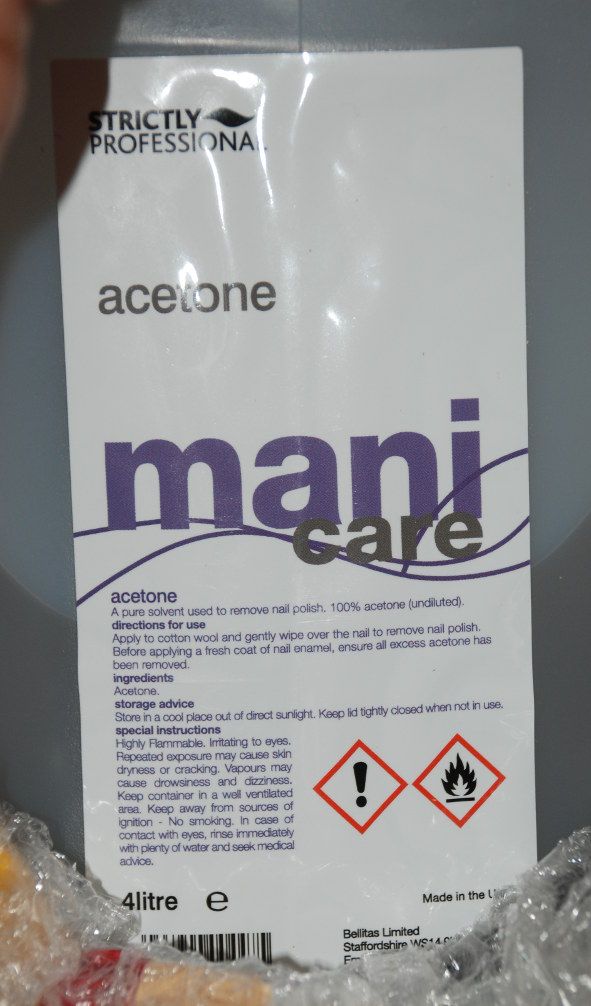 STRICTLY
PROFESSIONAL
acetone
mani
care
acetone
A pure solvent used to remove nail polish. 100% acetone (undiluted).
directions for use
Apply to cotton wool and gently wipe over the nail to remove nail polish.
Before applying a fresh coat of nail enamel, ensure all excess acetone has
been removed.
ingredients
Acetone.
storage advice
Store in a cool place out of direct sunlight. Keep lid tightly closed when not in use.
special instructions
Highly Flammable. Irritating to eyes.
Repeated exposure may cause skin
dryness or cracking. Vapours may
cause drowsiness and dizziness.
Keep container in a well ventilated
area. Keep away from sources of
ignition - No smoking. In case of
contact with eyes, rinse immediately
with plenty of water and seek medical
advice.
4litre e
Made in the
Bellitas Limited
Staffordshire